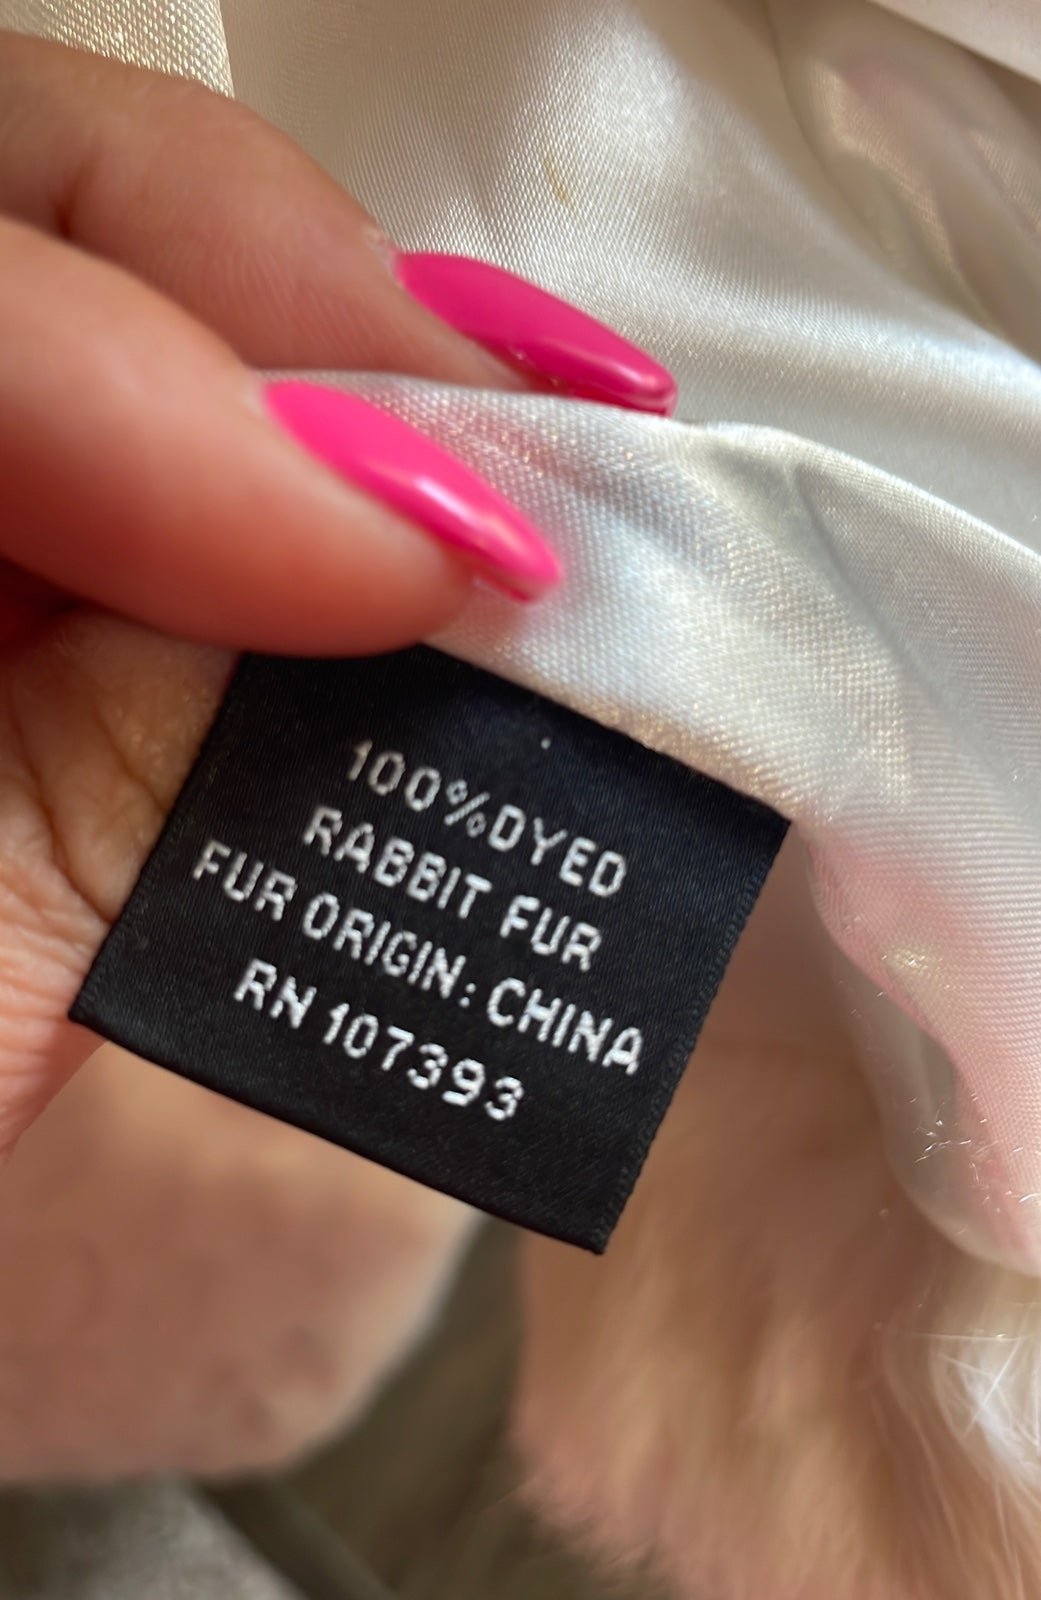 100%DYED
RABBIT FUR
FUR ORIGIN: CHINA
RN 107393